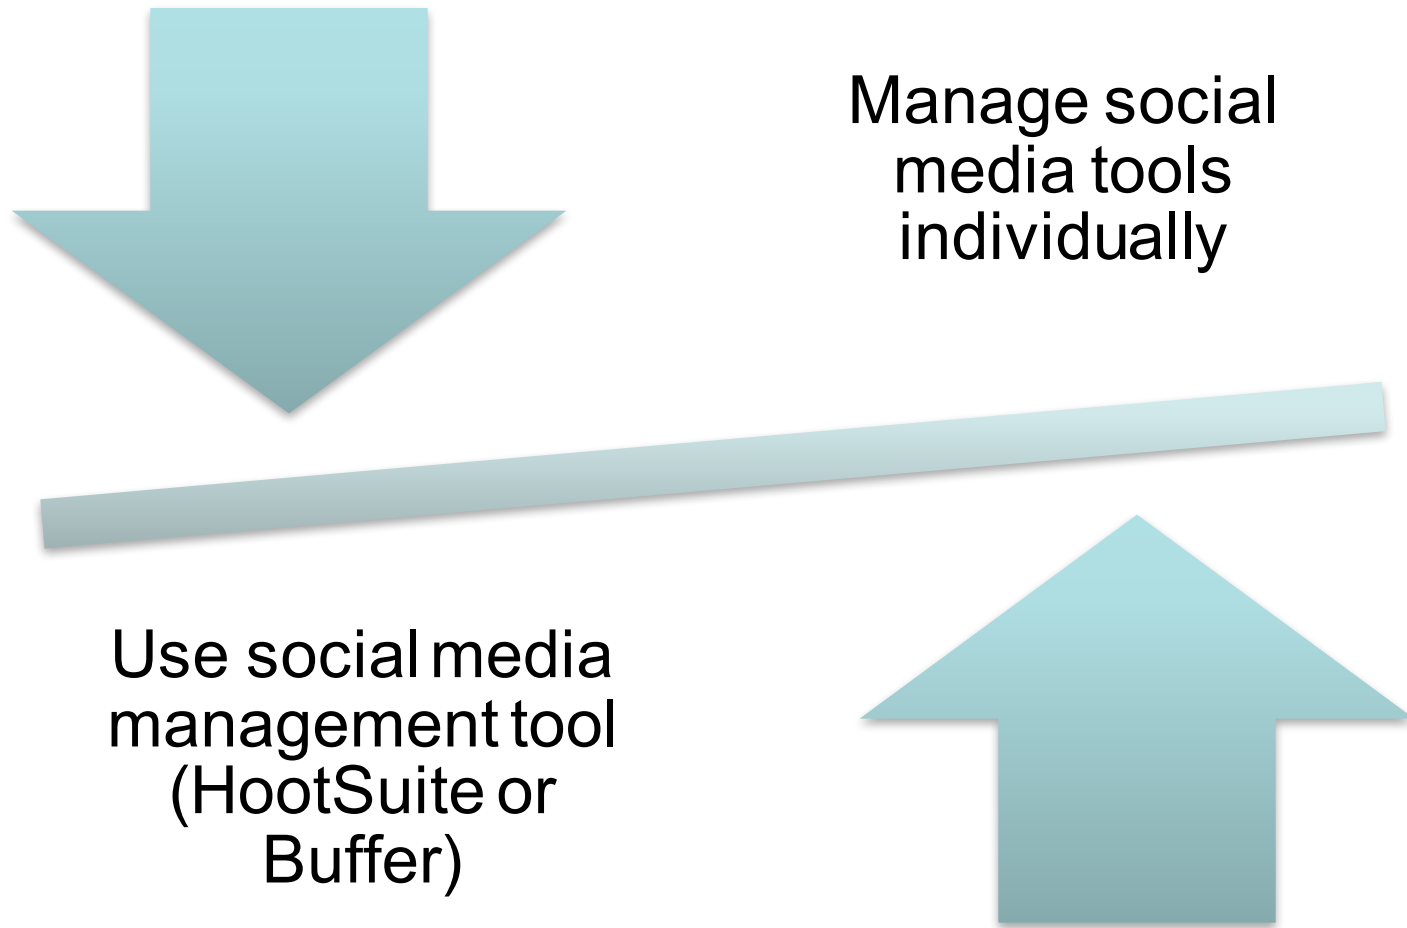 Manage social
media tools
individually
Use social media
management tool
(HootSuite or
Buffer)